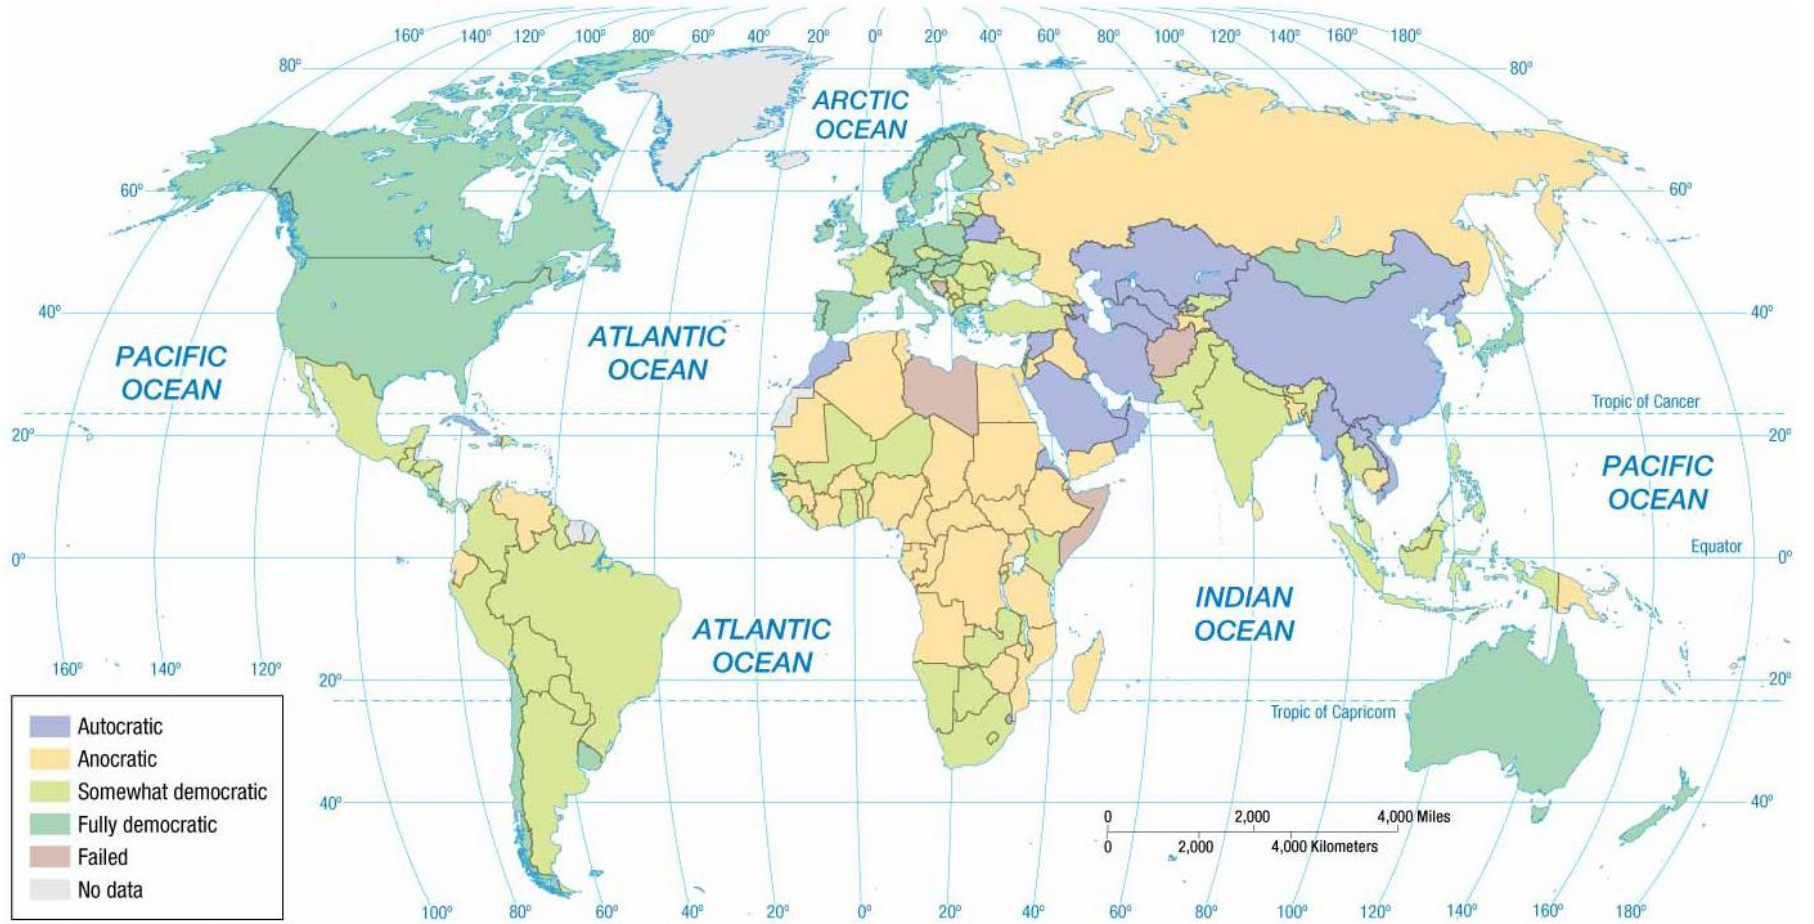 160° 140° 120° 100° 80° 60° 40° 20° 0° 20° 40° 60° 80° 100° 120° 140° 160° 180°
80° 80°
ARCTIC
OCEAN
60° 60°
40° 40°
ATLANTIC
OCEAN
PACIFIC
OCEAN
Tropic of Cancer
20° 20°
PACIFIC
OCEAN
Equator
0° 0°
INDIAN
OCEAN
ATLANTIC
OCEAN
160° 140° 120°
20° 20°
Tropic of Capricorn
Autocratic
Anocratic
Somewhat democratic
Fully democratic
Failed
No data
40° 40°
0 2,000 4,000 Miles
0 2,000 4,000 Kilometers
100° 80° 60° 40° 20° 0° 20° 40° 60° 80° 100° 120° 140° 160° 180°